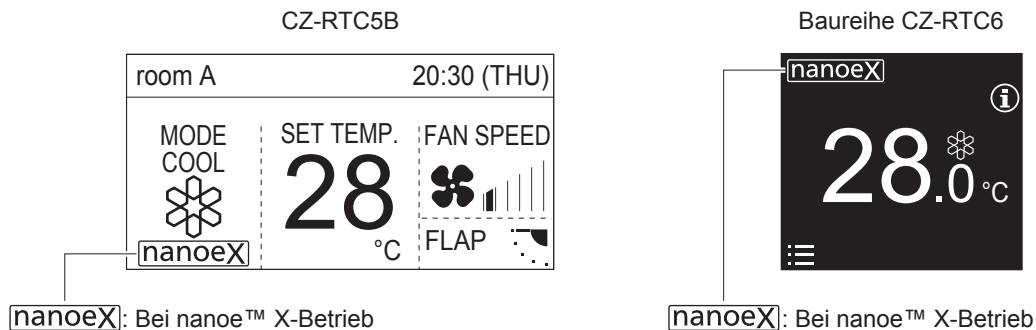 CZ-RTC5B
room A 20:30 (THU)
MODE
COOL
nanoeX
SET TEMP.
28
°C
FAN SPEED
FLAP
nanoeX: Bei nanoe™ X-Betrieb
Baureihe CZ-RTC6
nanoeX
i
28.0 °C
nanoeX: Bei nanoe™ X-Betrieb